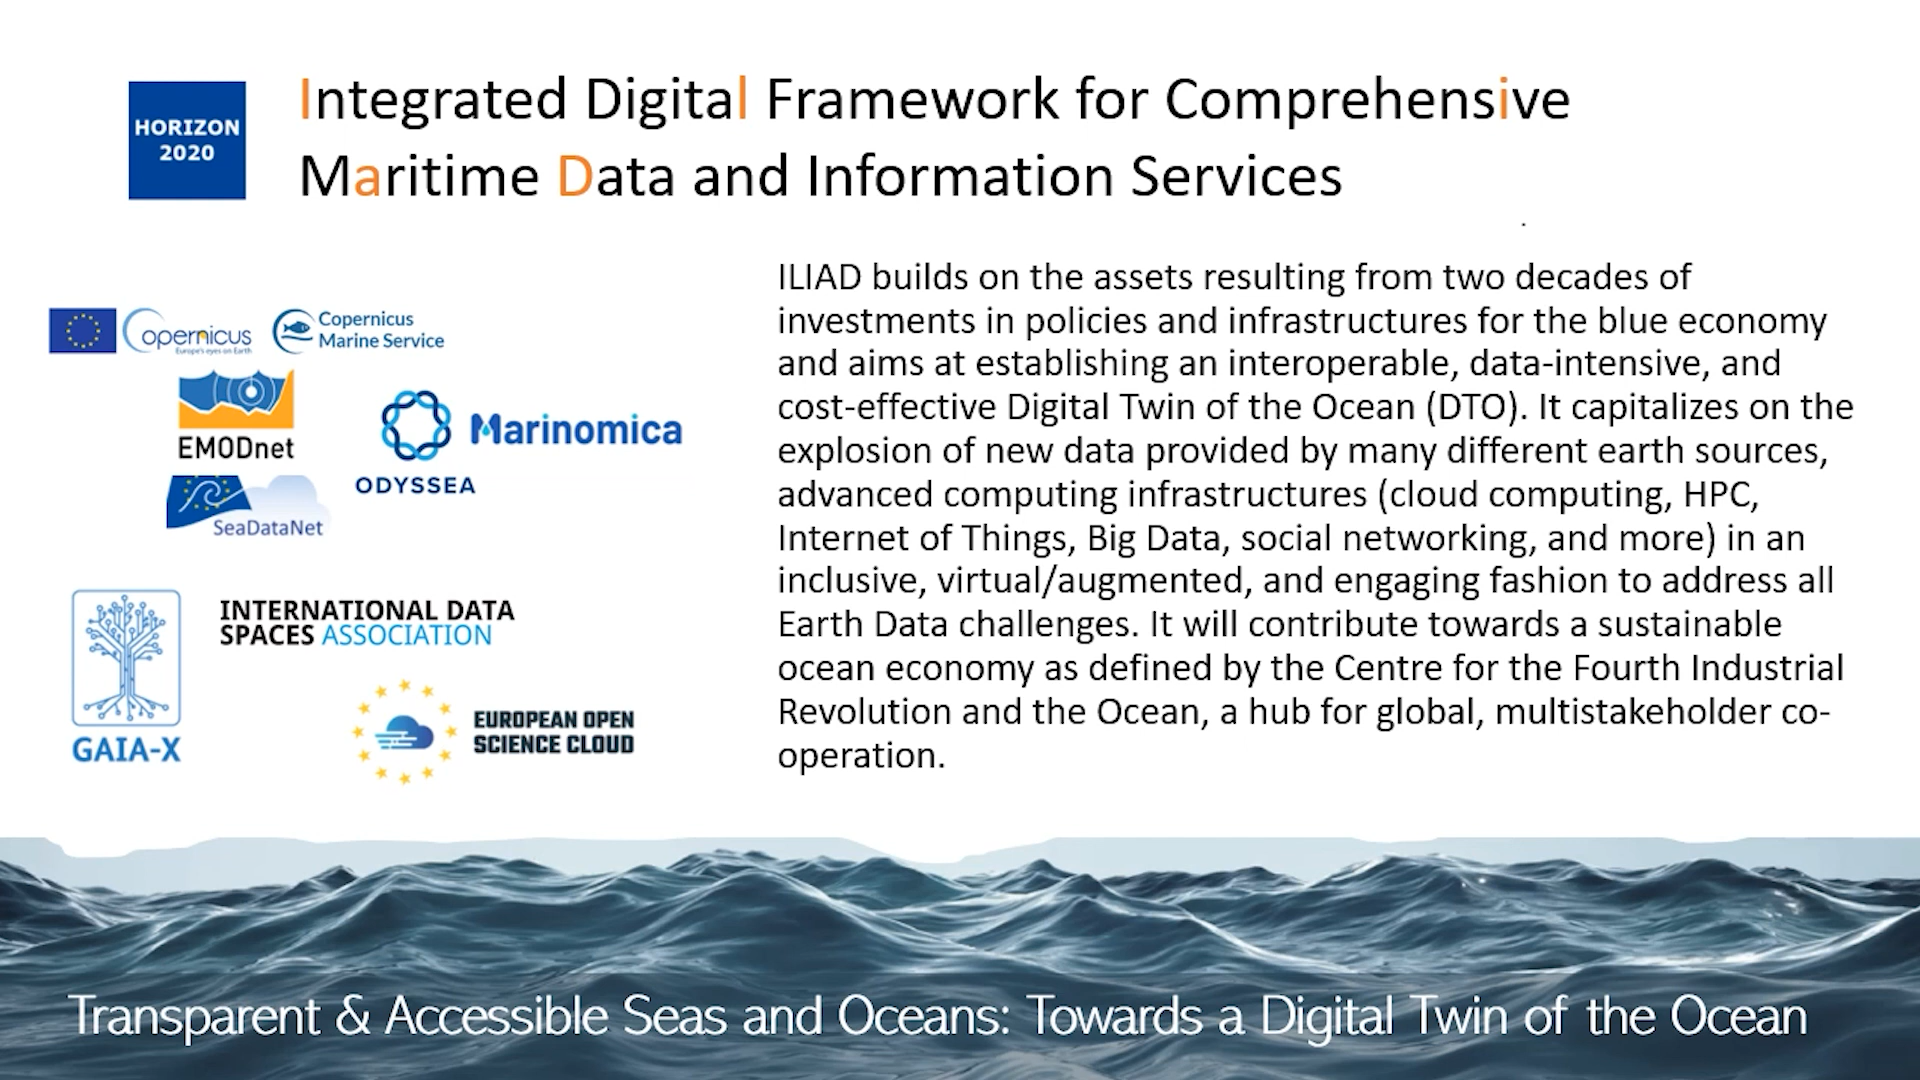 HORIZON
2020
Integrated Digital Framework for Comprehensive
Maritime Data and Information Services
opernicus
Europe's eyes on Earth
Copernicus
Marine Service
EMODnet
Marinomica
ODYSSEA
SeaDataNet
GAIA-X
INTERNATIONAL DATA
SPACES ASSOCIATION
EUROPEAN OPEN
SCIENCE CLOUD
ILIAD builds on the assets resulting from two decades of
investments in policies and infrastructures for the blue economy
and aims at establishing an interoperable, data-intensive, and
cost-effective Digital Twin of the Ocean (DTO). It capitalizes on the
explosion of new data provided by many different earth sources,
advanced computing infrastructures (cloud computing, HPC,
Internet of Things, Big Data, social networking, and more) in an
inclusive, virtual/augmented, and engaging fashion to address all
Earth Data challenges. It will contribute towards a sustainable
ocean economy as defined by the Centre for the Fourth Industrial
Revolution and the Ocean, a hub for global, multistakeholder co-
operation.
Transparent & Accessible Seas and Oceans: Towards a Digital Twin of the Ocean